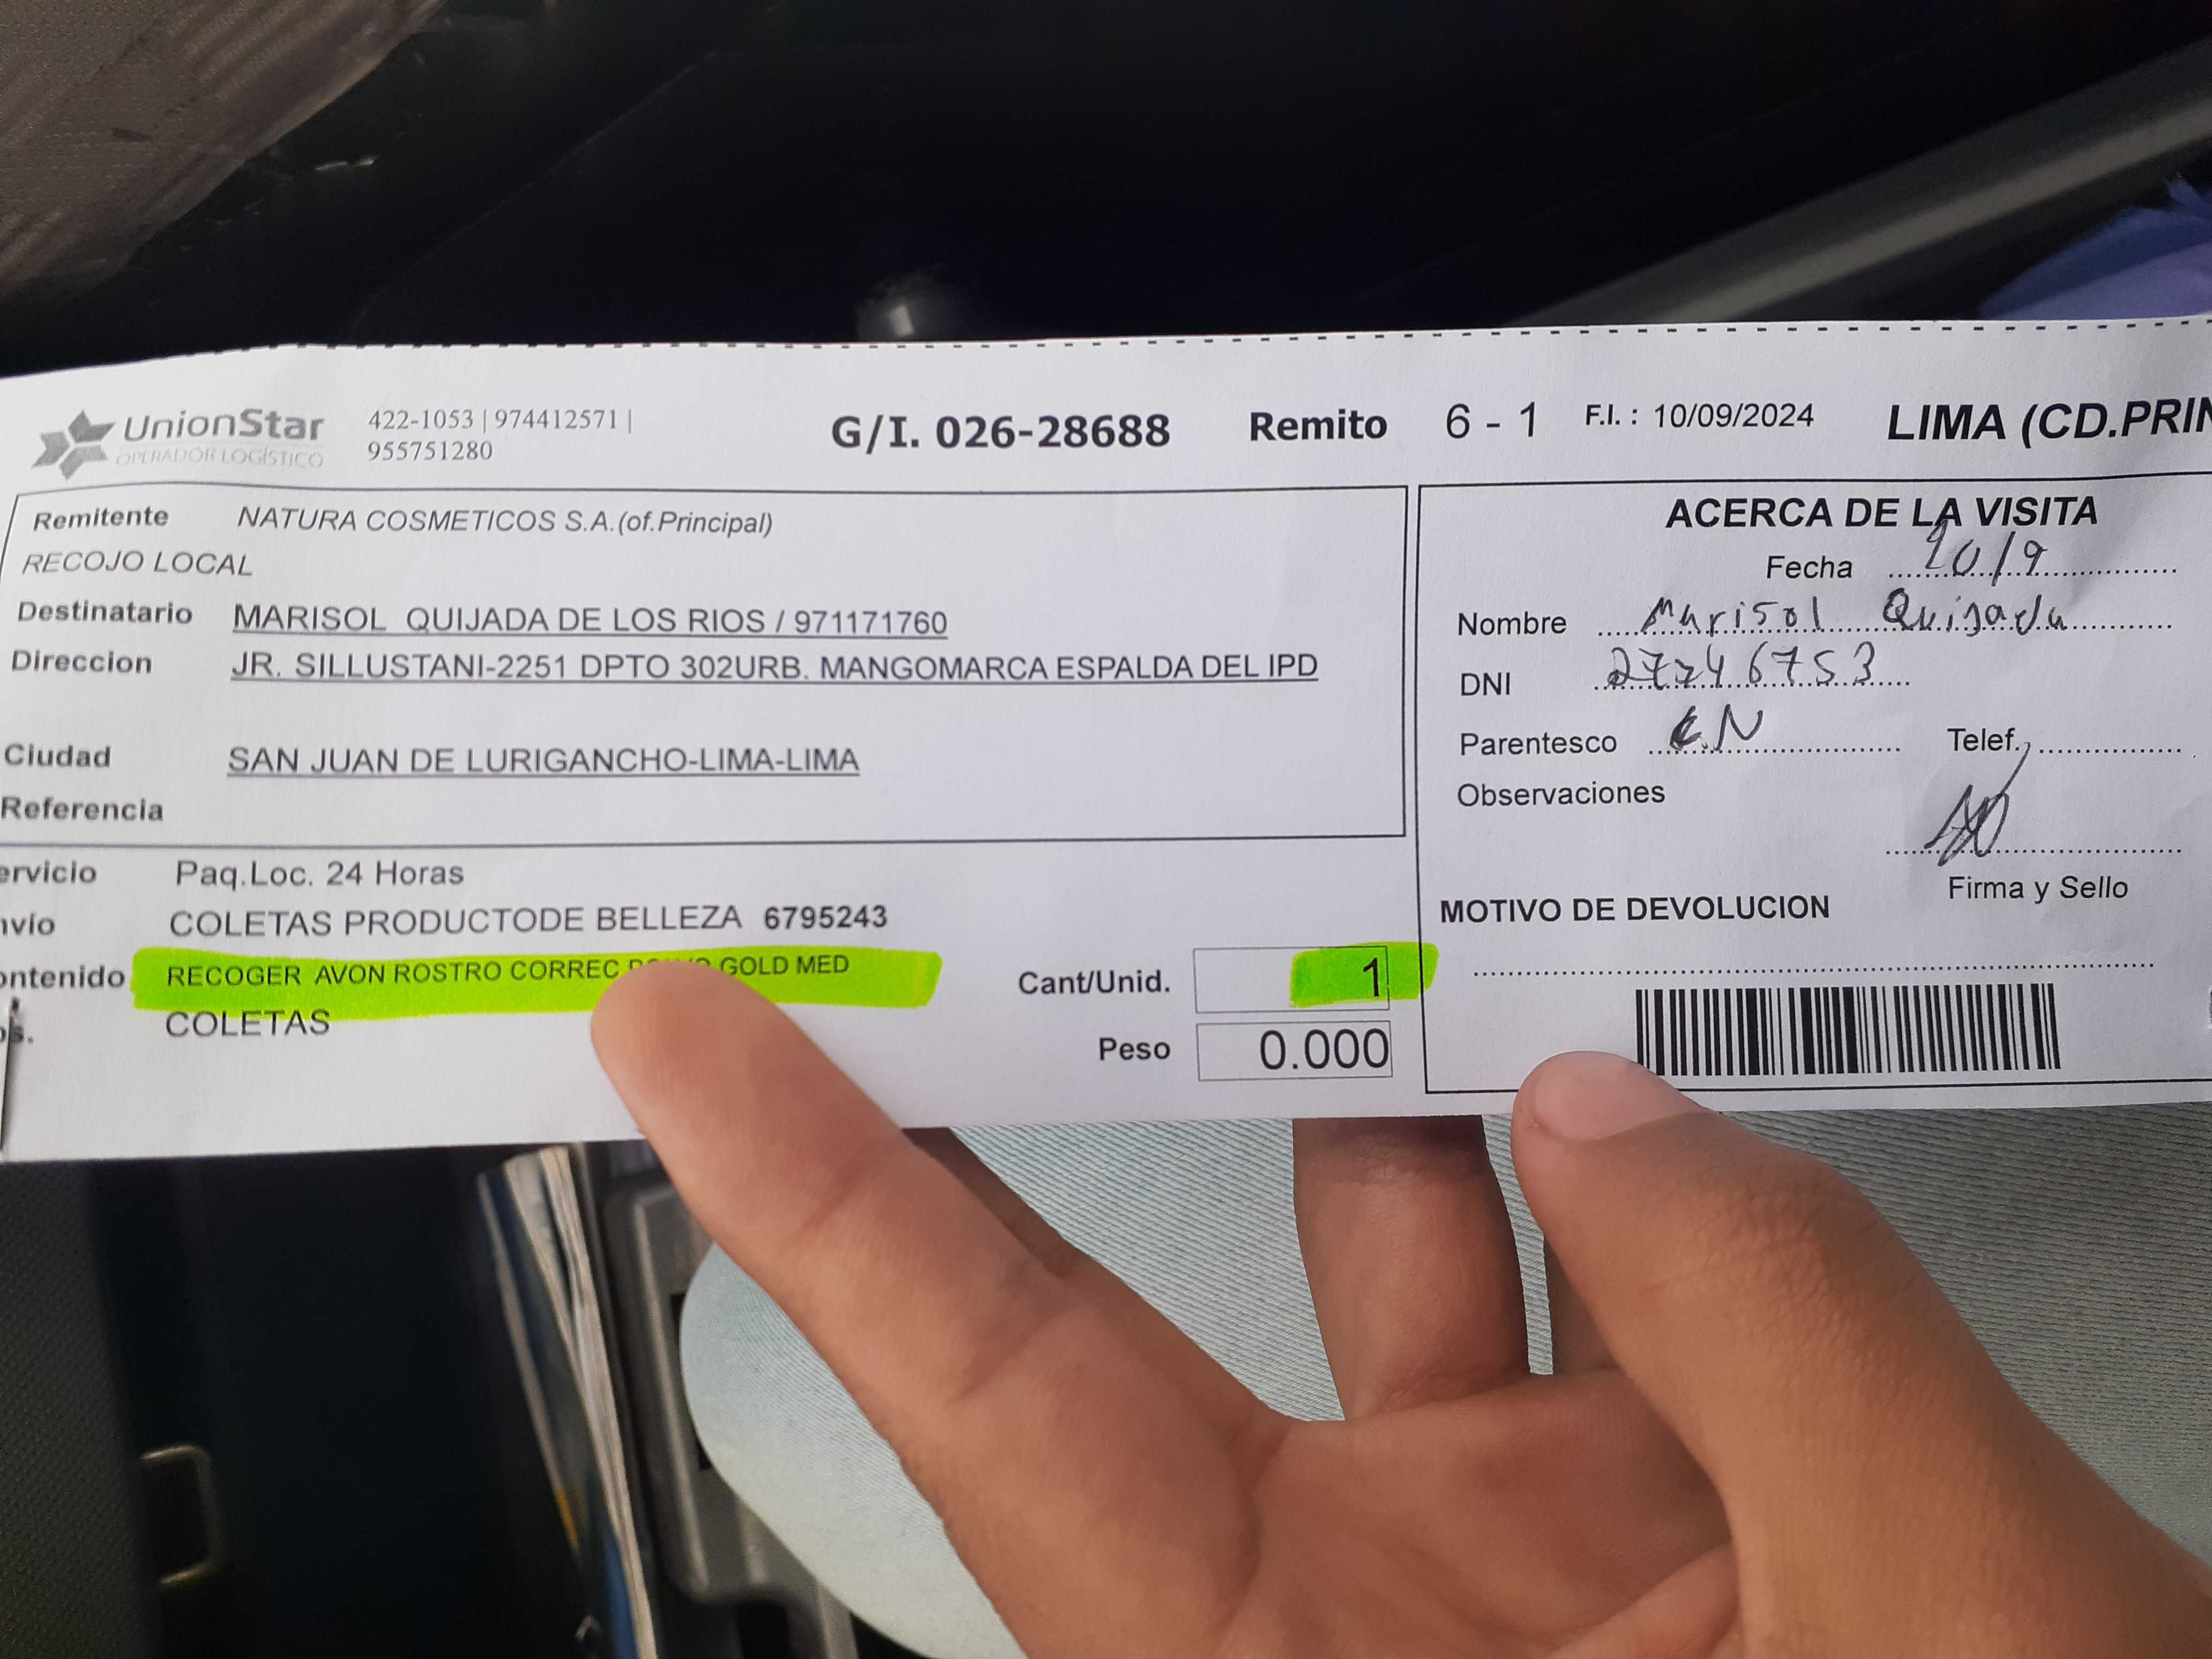 UnionStar
OPERADOR LOGÍSTICO
422-1053 | 974412571 |
955751280
G/I. 026-28688 Remito 6 - 1 F.I. : 10/09/2024 LIMA (CD.PRIN
Remitente NATURA COSMETICOS S.A.(of.Principal)
RECOJO LOCAL
Destinatario MARISOL QUIJADA DE LOS RIOS / 971171760
Direccion JR. SILLUSTANI-2251 DPTO 302URB. MANGOMARCA ESPALDA DEL IPD
Ciudad SAN JUAN DE LURIGANCHO-LIMA-LIMA
Referencia
ervicio Paq.Loc. 24 Horas
nvío COLETAS PRODUCTODE BELLEZA 6795243
ontenido RECOGER AVON ROSTRO CORREC GOLD MED
COLETAS
Cant/Unid. 1
Peso 0.000
ACERCA DE LA VISITA
Fecha 10/9
Nombre Marisol Quijada
DNI 27246753
Parentesco Telef.
Observaciones
Firma y Sello
MOTIVO DE DEVOLUCION